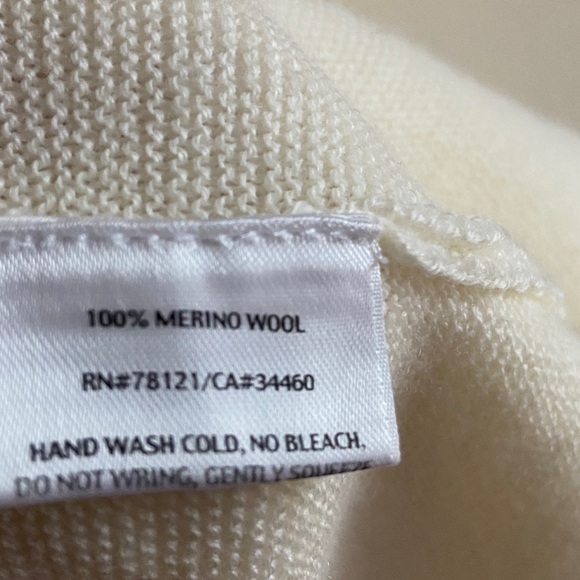 100% MERINO WOOL
RN#78121/CA#34460
HAND WASH COLD, NO BLEACH.
DO NOT WRING, GENTLY SQUEEZE